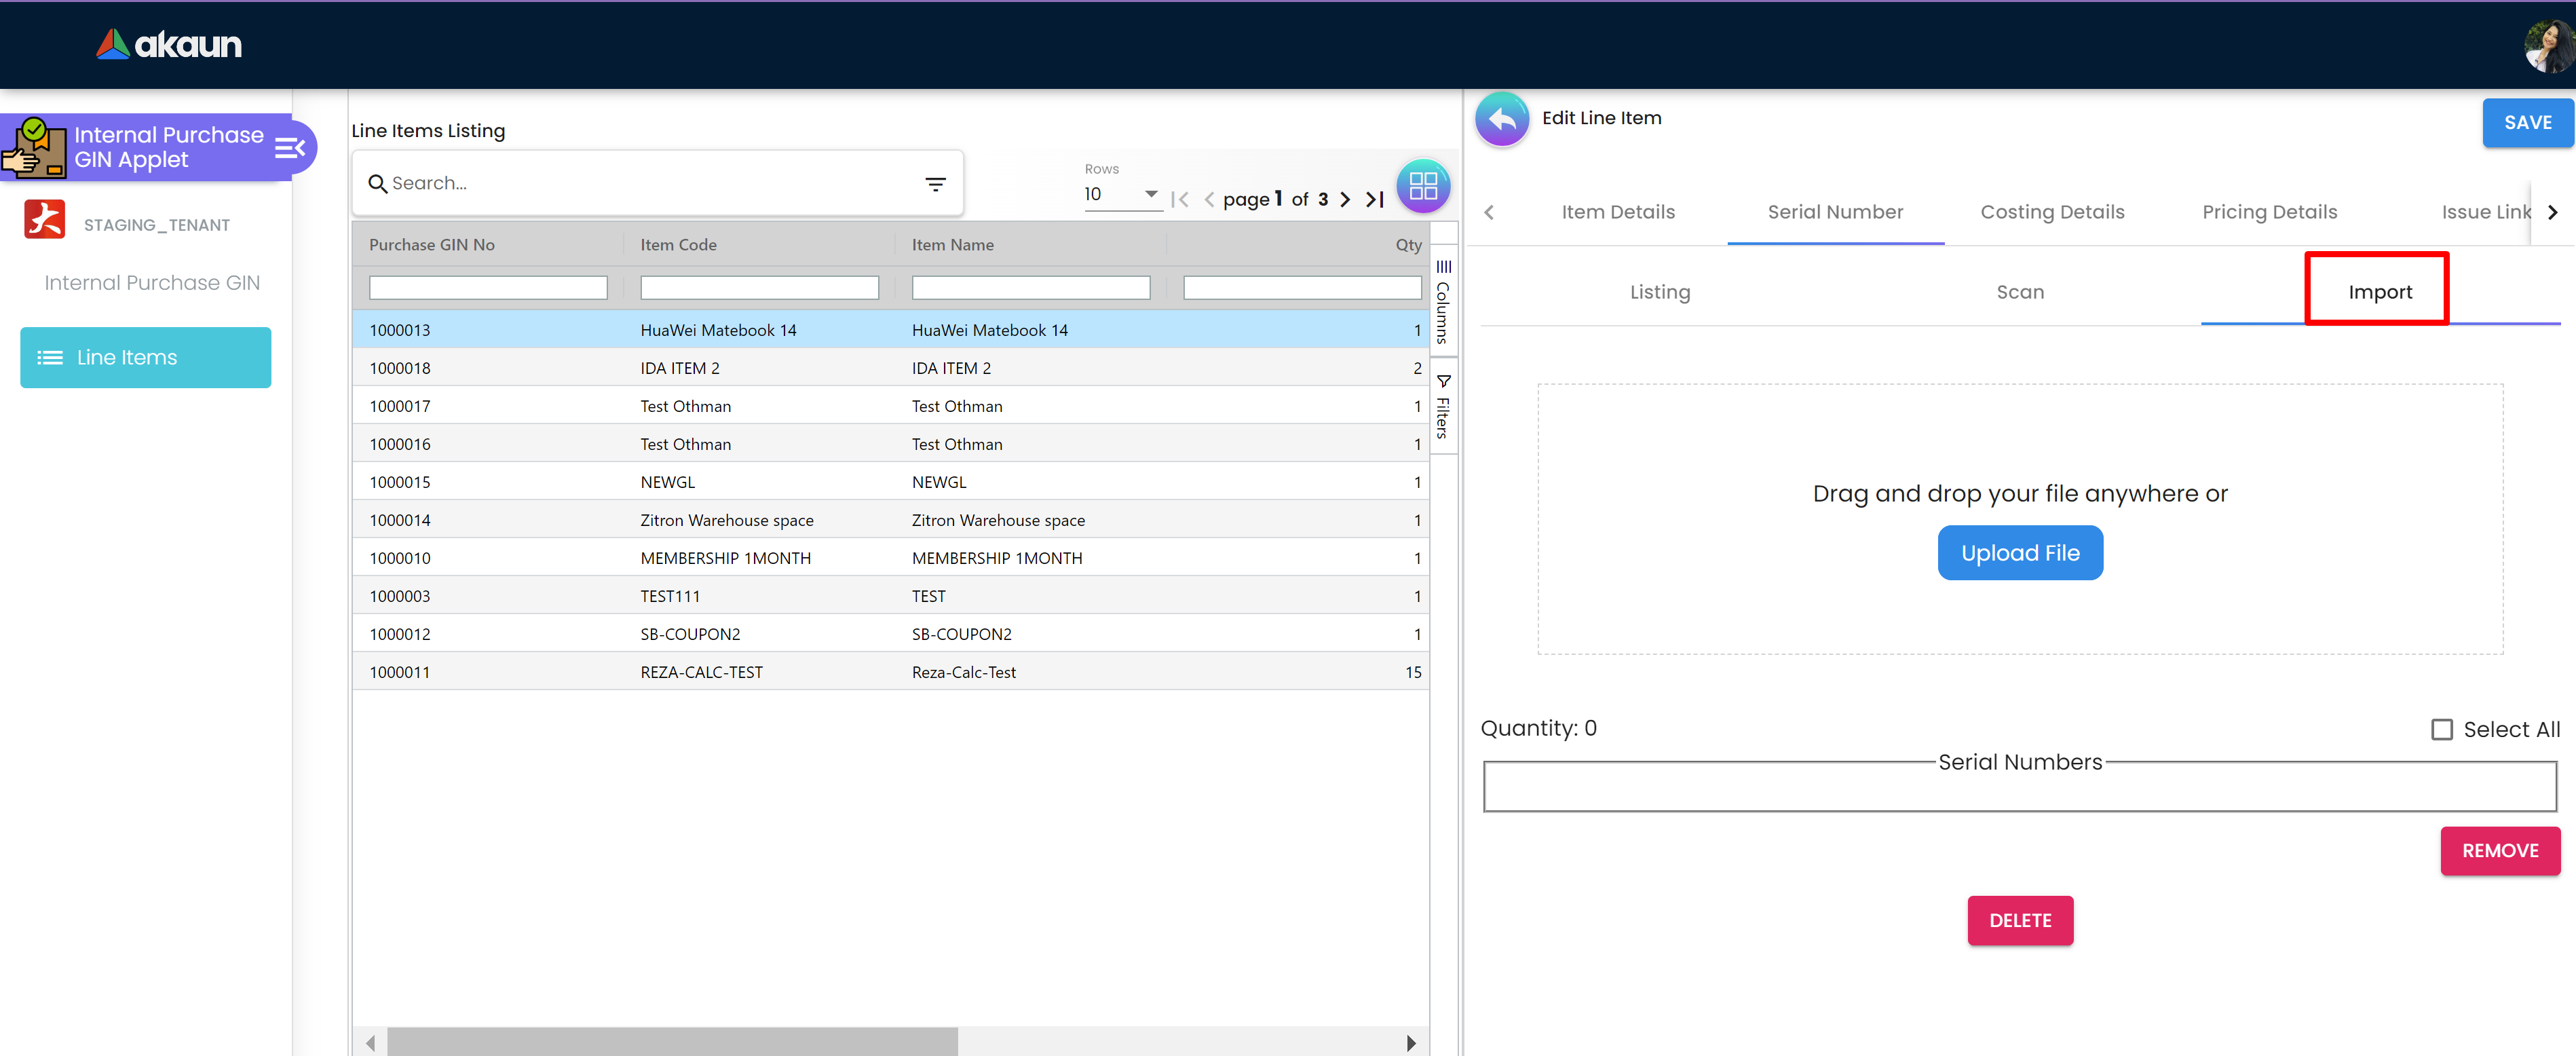 akaun
Internal Purchase
GIN Applet
STAGING_TENANT
Internal Purchase GIN
Line Items
Line Items Listing
Search...
Rows
10
page 1 of 3
Purchase GIN No Item Code Item Name Qty
1000013 HuaWei Matebook 14 HuaWei Matebook 14 1
1000018 IDA ITEM 2 IDA ITEM 2 2
1000017 Test Othman Test Othman 1
1000016 Test Othman Test Othman 1
1000015 NEWGL NEWGL 1
1000014 Zitron Warehouse space Zitron Warehouse space 1
1000010 MEMBERSHIP 1MONTH MEMBERSHIP 1MONTH 1
1000003 TEST111 TEST 1
1000012 SB-COUPON2 SB-COUPON2 1
1000011 REZA-CALC-TEST Reza-Calc-Test 15
Columns
Filters
Edit Line Item
SAVE
Item Details Serial Number Costing Details Pricing Details Issue Link
Listing Scan Import
Drag and drop your file anywhere or
Upload File
Quantity: 0 Select All
Serial Numbers
REMOVE
DELETE